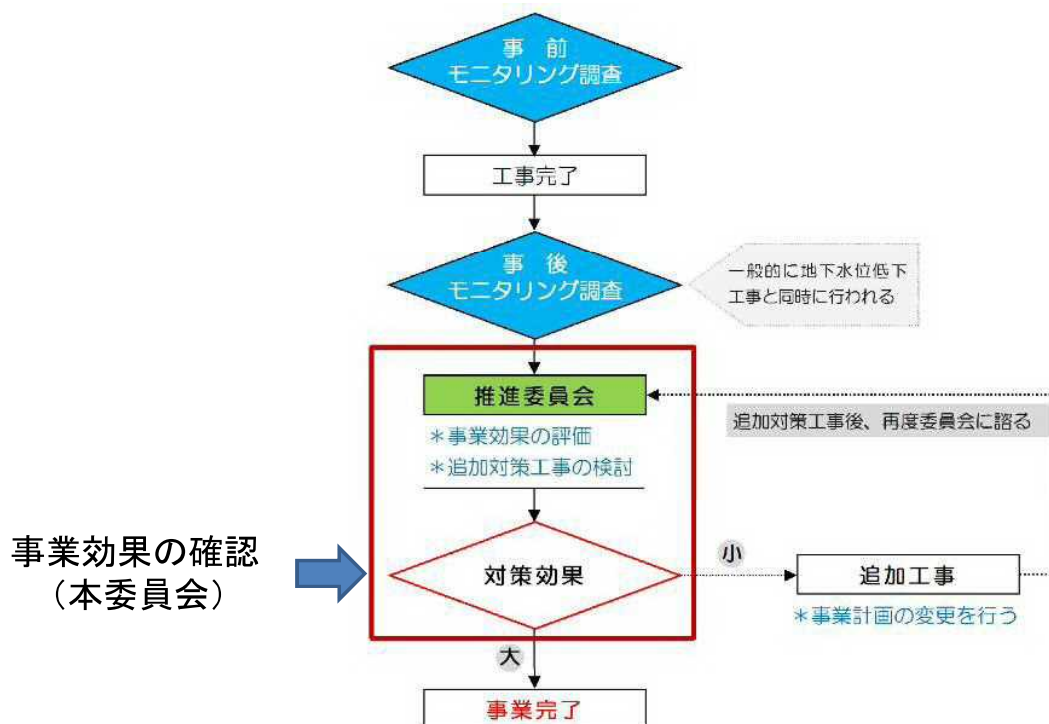 事 前
モニタリング調査
工事完了
事 後
モニタリング調査
一般的に地下水位低下
工事と同時に行われる
推進委員会
追加対策工事後、再度委員会に諮る
＊事業効果の評価
＊追加対策工事の検討
事業効果の確認
（本委員会）
対策効果
小
追加工事
＊事業計画の変更を行う
大
事業完了